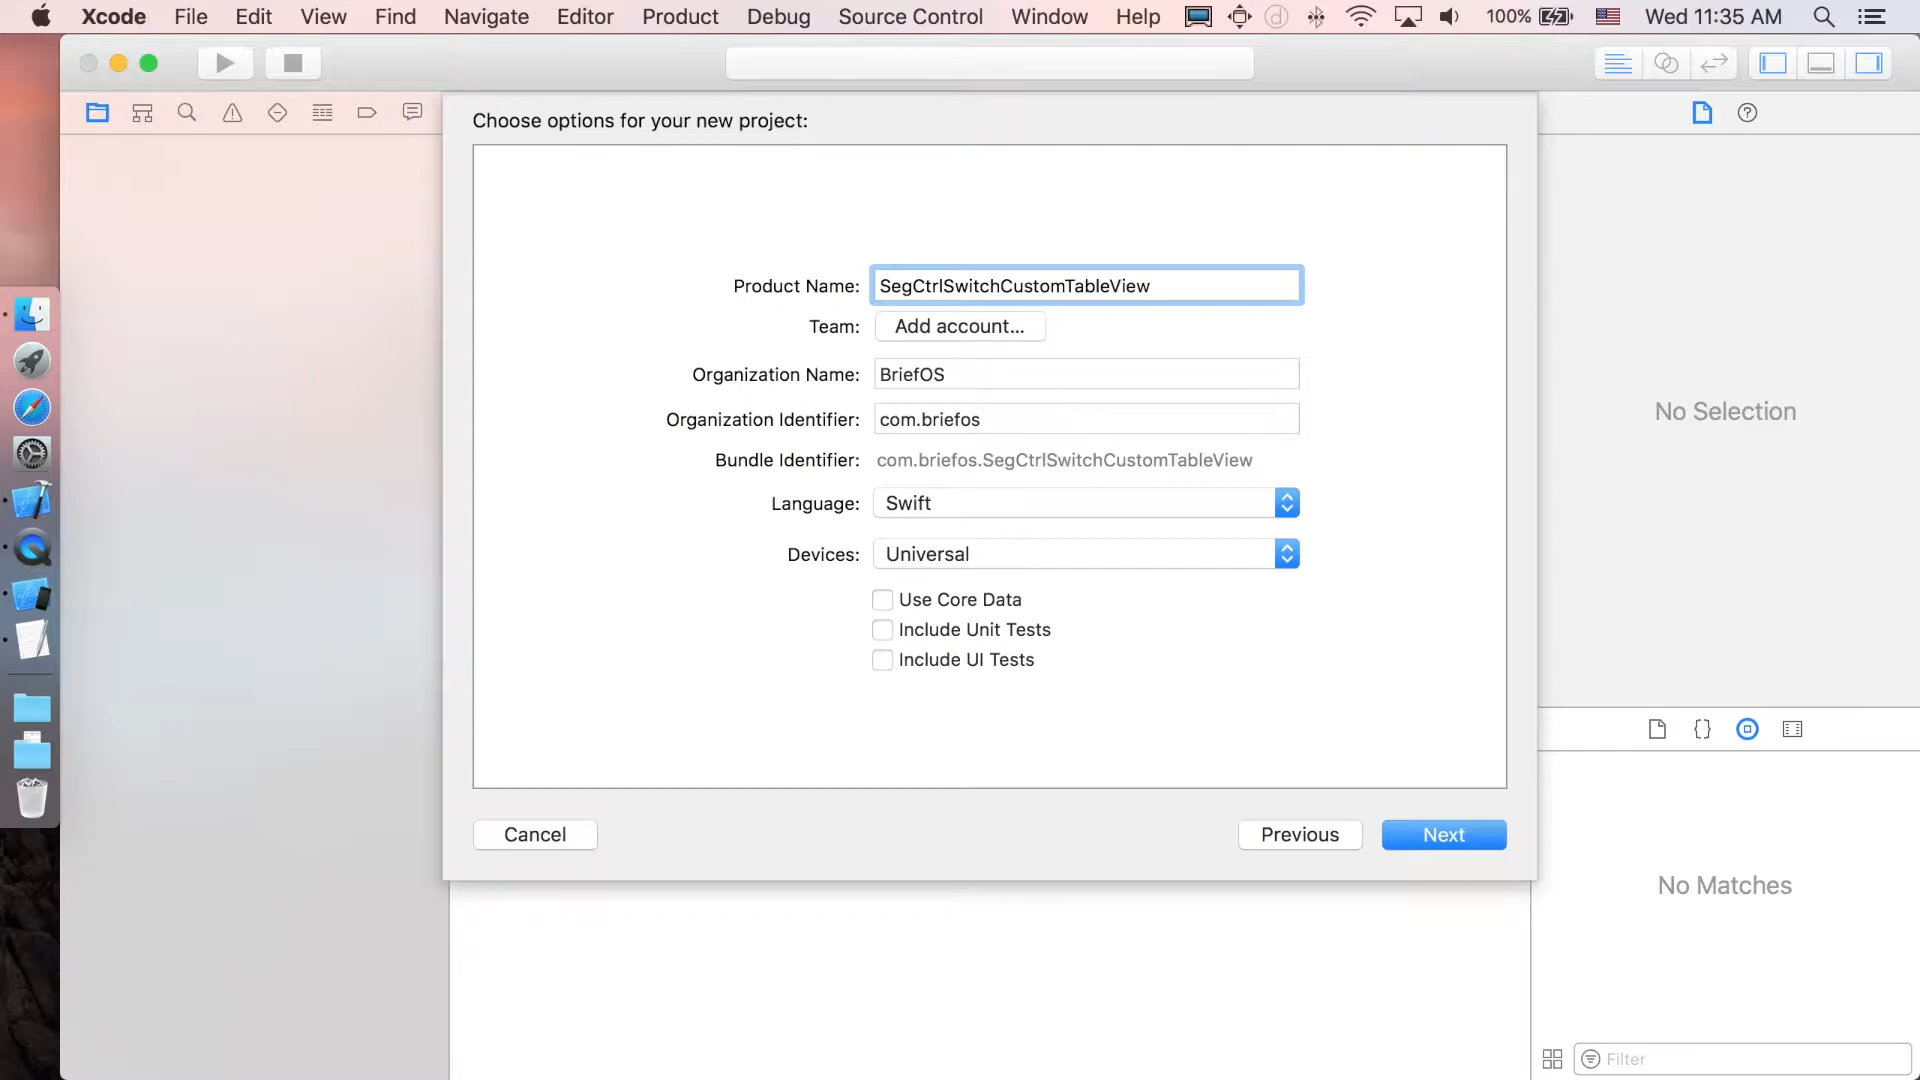 Xcode File Edit View Find Navigate Editor Product Debug Source Control Window Help 100% Wed 11:35 AM
Choose options for your new project:
Product Name: SegCtrlSwitchCustomTableView
Team: Add account...
Organization Name: BriefOS
Organization Identifier: com.briefos
Bundle Identifier: com.briefos.SegCtrlSwitchCustomTableView
Language: Swift
Devices: Universal
Use Core Data
Include Unit Tests
Include UI Tests
Cancel Previous Next
No Selection
No Matches
Filter